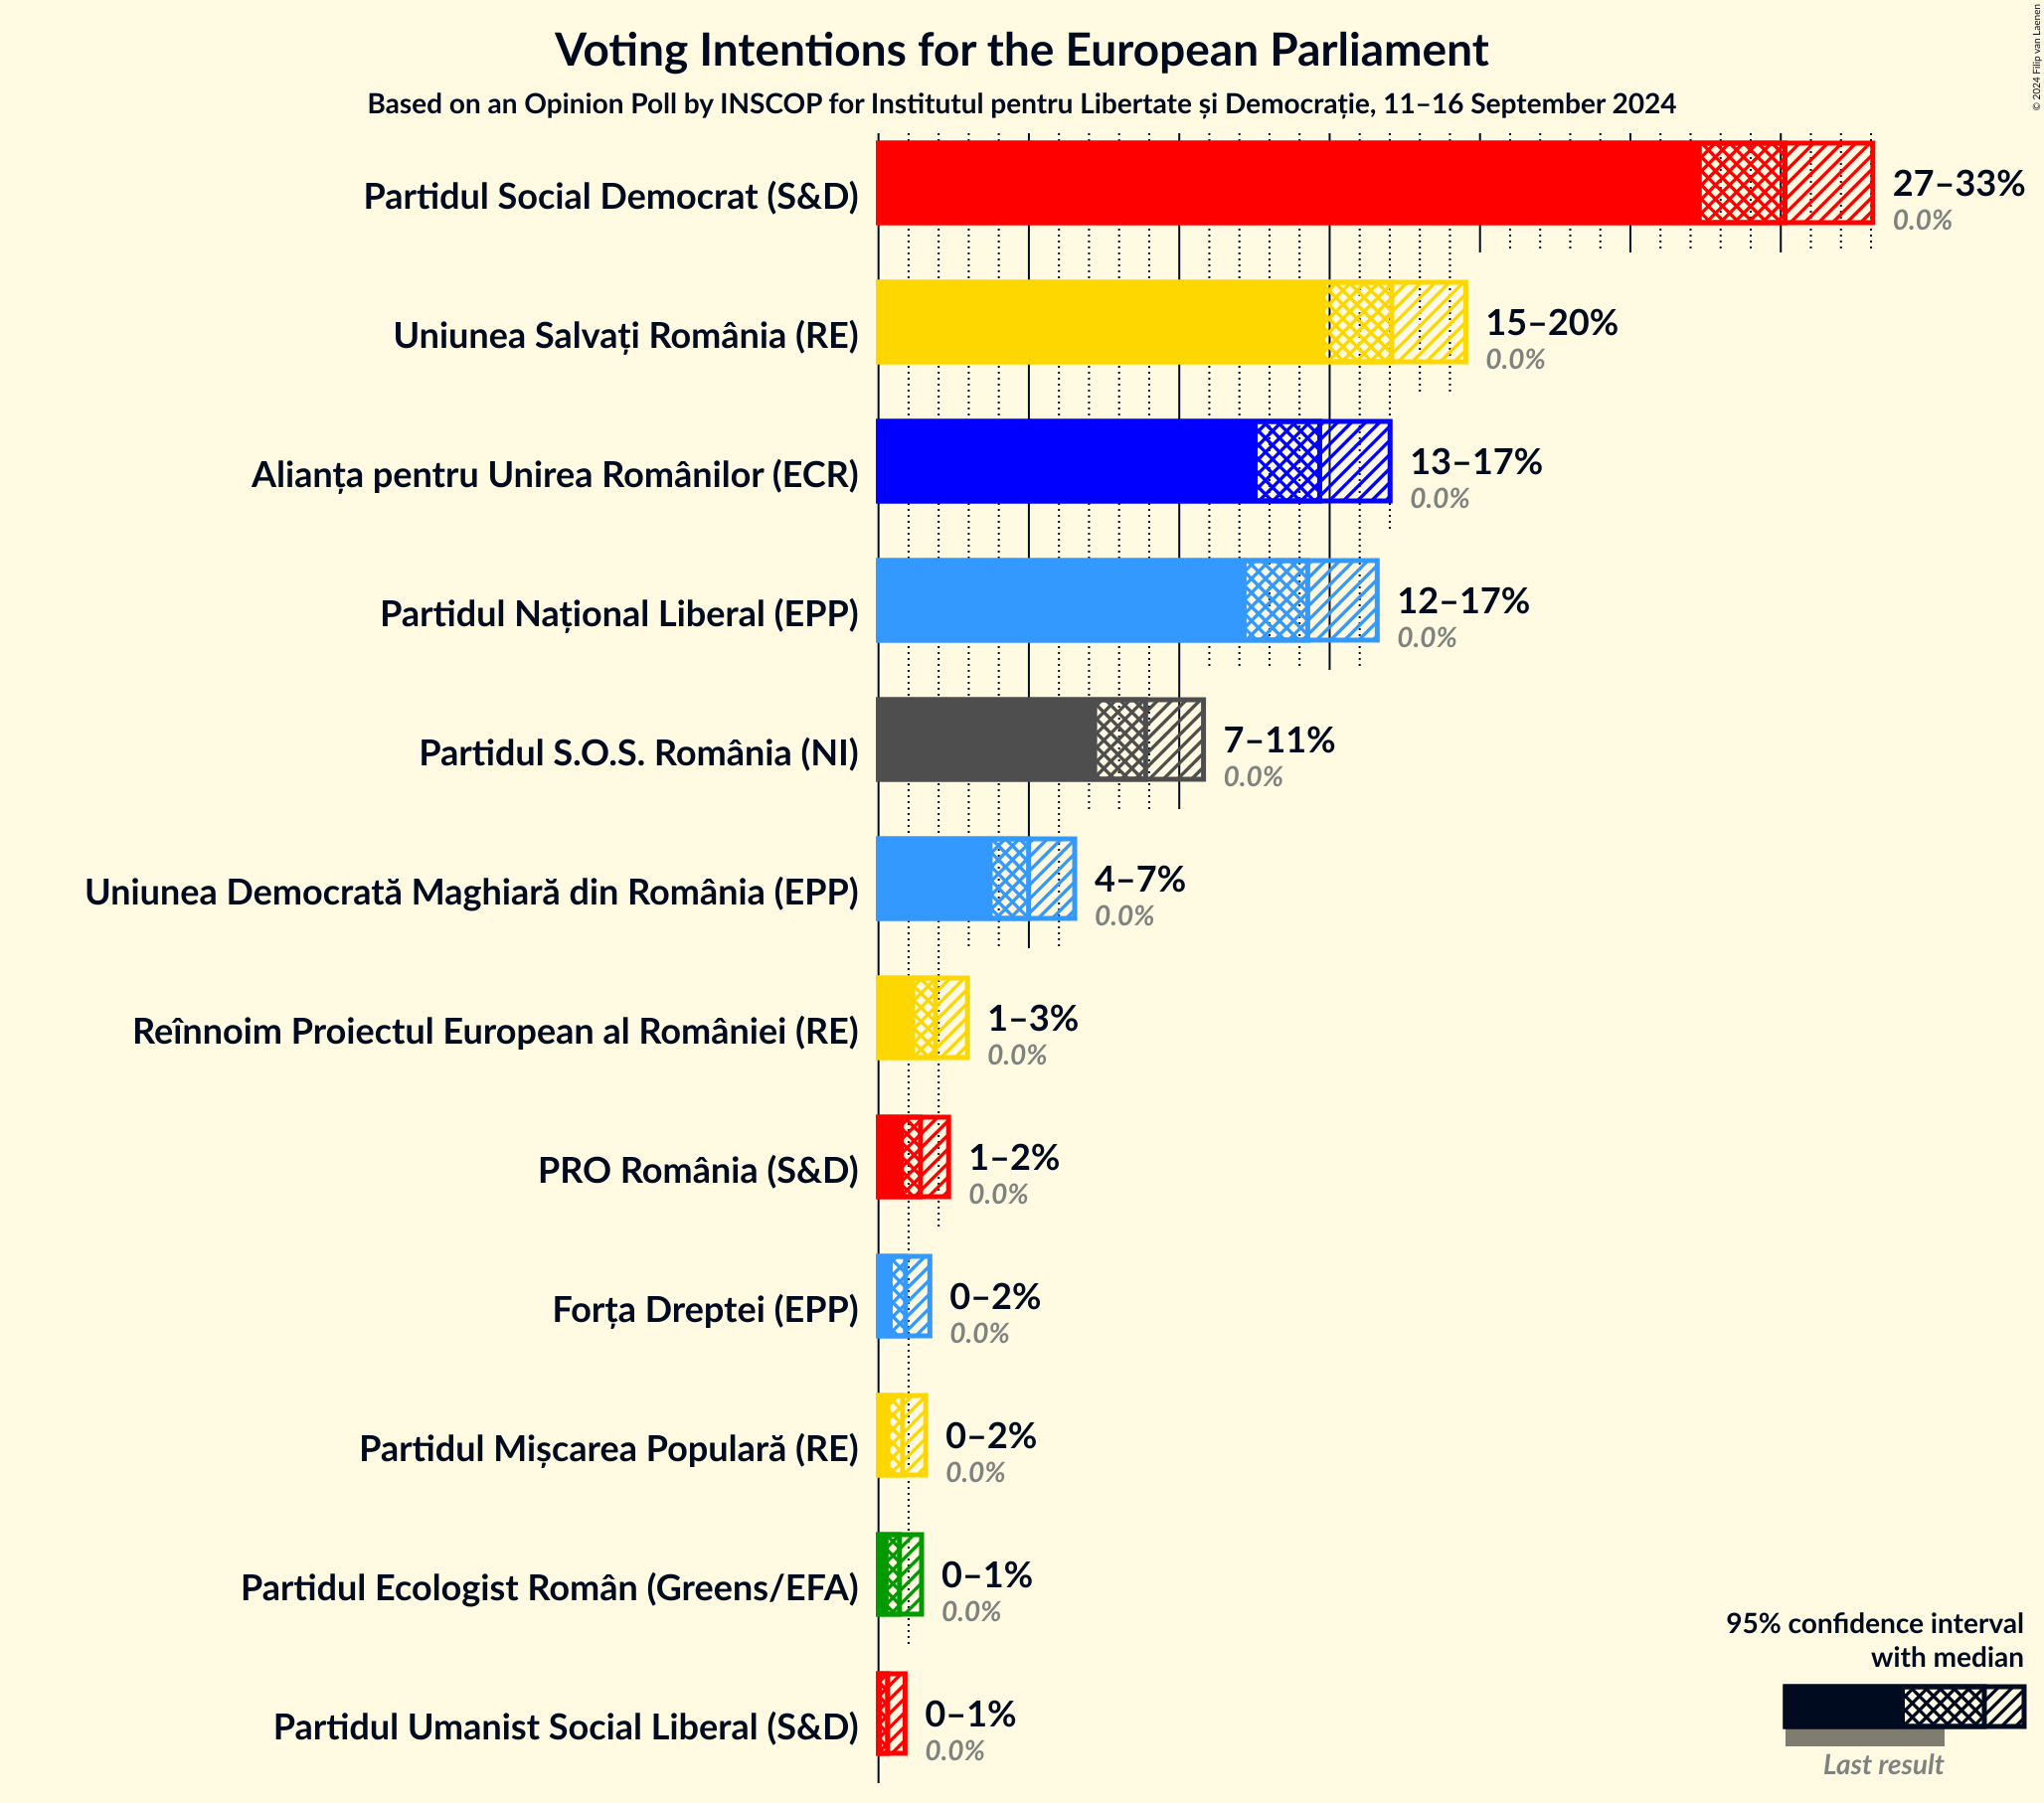 Voting Intentions for the European Parliament
Based on an Opinion Poll by INSCOP for Institutul pentru Libertate și Democrație, 11–16 September 2024
© 2024 Filip van Laenen
Partidul Social Democrat (S&D)
27–33%
0.0%
Uniunea Salvați România (RE)
15–20%
0.0%
Alianța pentru Unirea Românilor (ECR)
13–17%
0.0%
Partidul Național Liberal (EPP)
12–17%
0.0%
Partidul S.O.S. România (NI)
7–11%
0.0%
Uniunea Democrată Maghiară din România (EPP)
4–7%
0.0%
Reînnoim Proiectul European al României (RE)
1–3%
0.0%
PRO România (S&D)
1–2%
0.0%
Forța Dreptei (EPP)
0–2%
0.0%
Partidul Mișcarea Populară (RE)
0–2%
0.0%
Partidul Ecologist Român (Greens/EFA)
0–1%
0.0%
Partidul Umanist Social Liberal (S&D)
0–1%
0.0%
95% confidence interval
with median
Last result